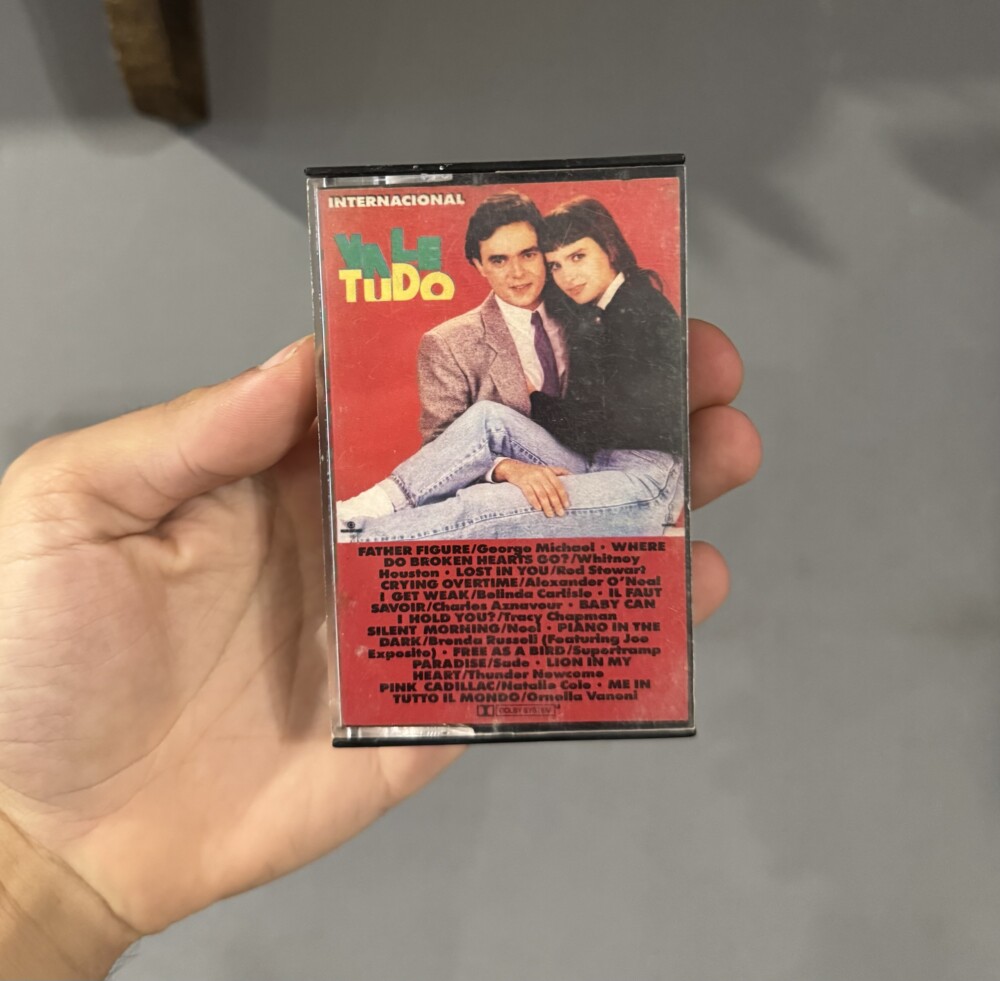 INTERNACIONAL
VALE
TUDO
FATHER FIGURE/George Michael • WHERE
DO BROKEN HEARTS GO?/Whitney
Houston • LOST IN YOU/Rod Stewart
CRYING OVERTIME/Alexander O'Neal
I GET WEAK/Belinda Carlisle • IL FAUT
SAVOIR/Charles Aznavour • BABY CAN
I HOLD YOU?/Tracy Chapman
SILENT MORNING/Noel • PIANO IN THE
DARK/Brenda Russell (Featuring Joe
Exposito) • FREE AS A BIRD/Supertramp
PARADISE/Sade • LION IN MY
HEART/Thunder Newcome
PINK CADILLAC/Natalie Cole • ME IN
TUTTO IL MONDO/Ornella Vanoni
DOLBY SYSTEM